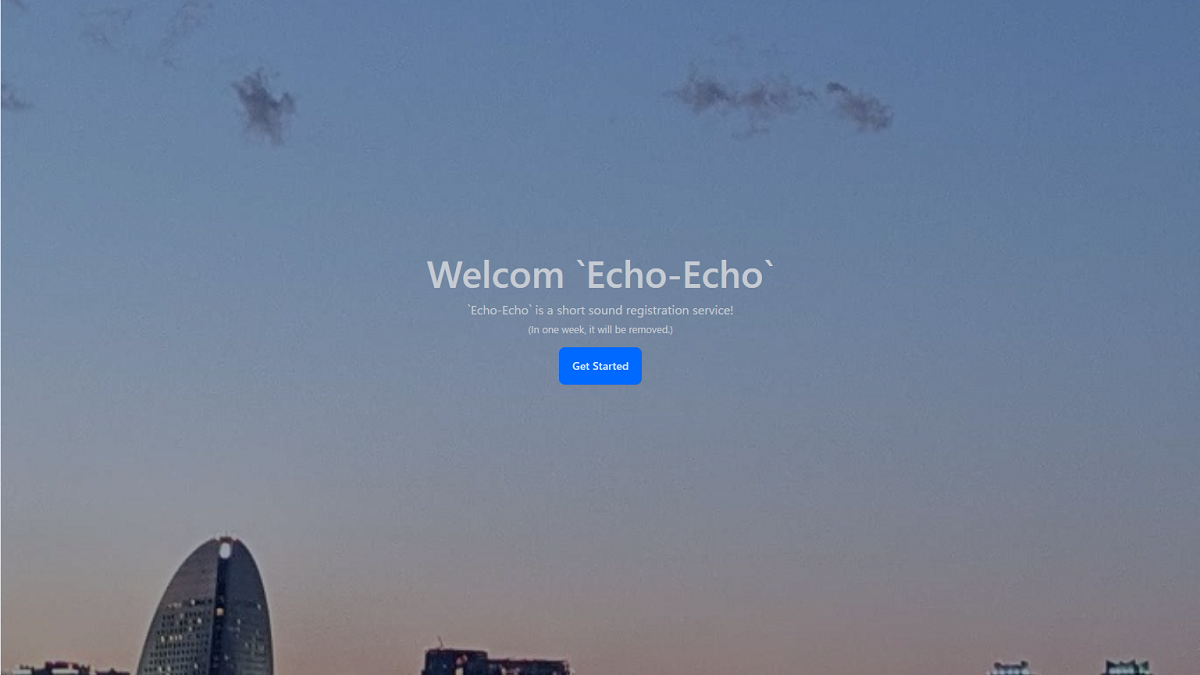 Welcom `Echo-Echo`
`Echo-Echo` is a short sound registration service!
(In one week, it will be removed.)
Get Started